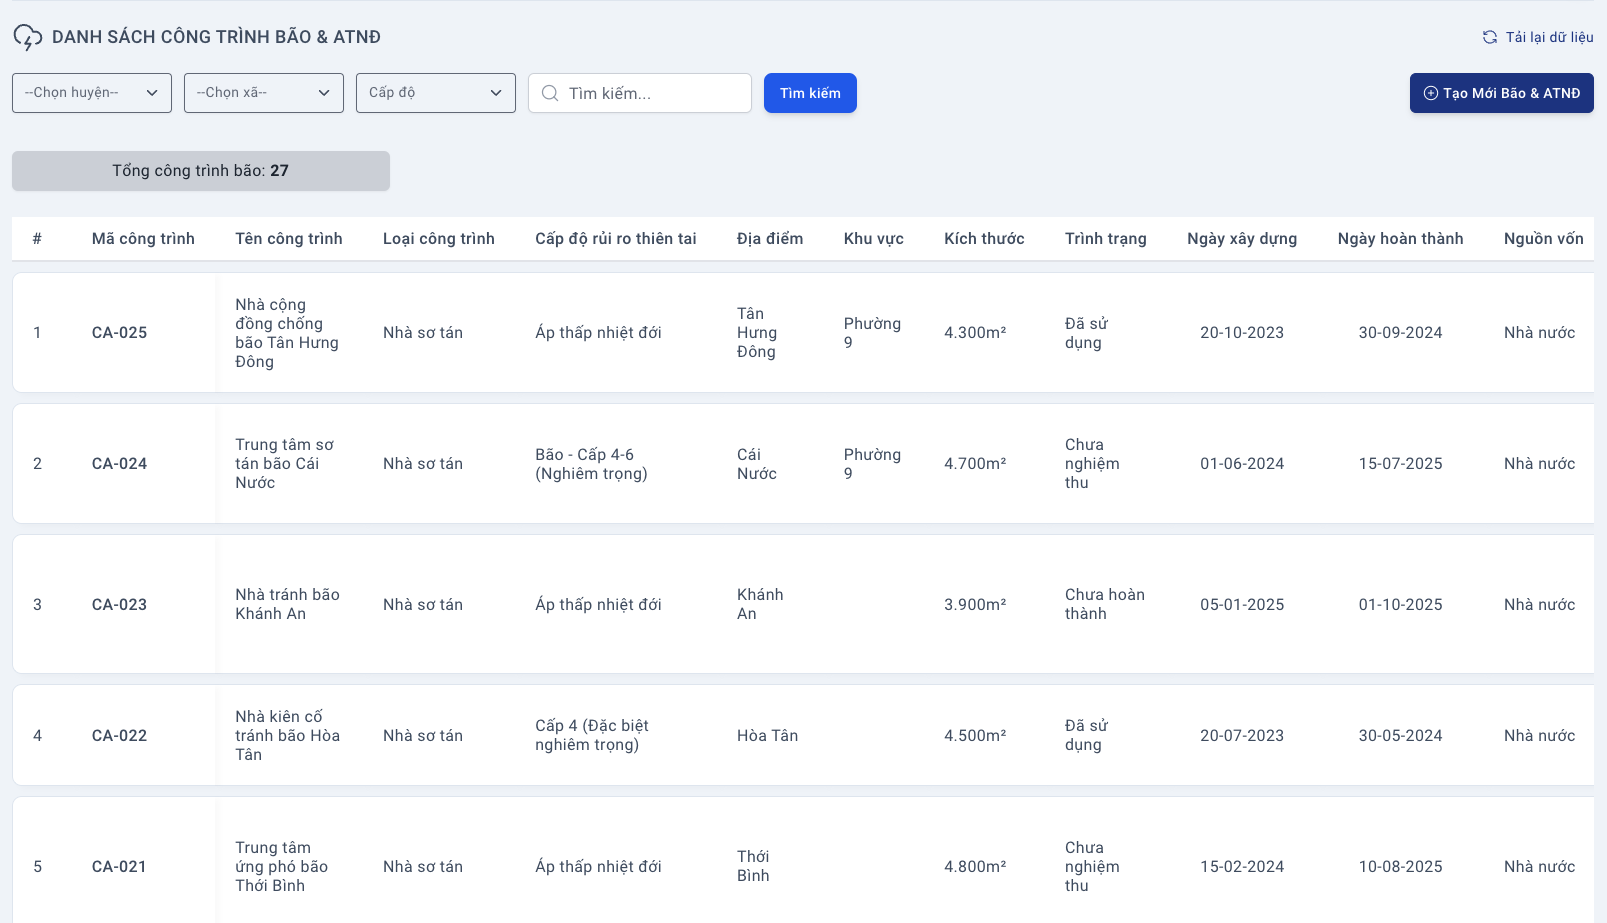 DANH SÁCH CÔNG TRÌNH BÃO & ATNĐ
Tải lại dữ liệu
--Chọn huyện--
--Chọn xã--
Cấp độ
Tìm kiếm...
Tìm kiếm
Tạo Mới Bão & ATNĐ
Tổng công trình bão: 27
# Mã công trình Tên công trình Loại công trình Cấp độ rủi ro thiên tai Địa điểm Khu vực Kích thước Trình trạng Ngày xây dựng Ngày hoàn thành Nguồn vốn
1
CA-025
Nhà cộng
đồng chống
bão Tân Hưng
Đông
Nhà sơ tán
Áp thấp nhiệt đới
Tân
Hưng
Đông
Phường
9
4.300m²
Đã sử
dụng
20-10-2023
30-09-2024
Nhà nước
2
CA-024
Trung tâm sơ
tán bão Cái
Nước
Nhà sơ tán
Bão - Cấp 4-6
(Nghiêm trọng)
Cái
Nước
Phường
9
4.700m²
Chưa
nghiệm
thu
01-06-2024
15-07-2025
Nhà nước
3
CA-023
Nhà tránh bão
Khánh An
Nhà sơ tán
Áp thấp nhiệt đới
Khánh
An
3.900m²
Chưa hoàn
thành
05-01-2025
01-10-2025
Nhà nước
4
CA-022
Nhà kiên cố
tránh bão Hòa
Tân
Nhà sơ tán
Cấp 4 (Đặc biệt
nghiêm trọng)
Hòa Tân
4.500m²
Đã sử
dụng
20-07-2023
30-05-2024
Nhà nước
5
CA-021
Trung tâm
ứng phó bão
Thới Bình
Nhà sơ tán
Áp thấp nhiệt đới
Thới
Bình
4.800m²
Chưa
nghiệm
thu
15-02-2024
10-08-2025
Nhà nước